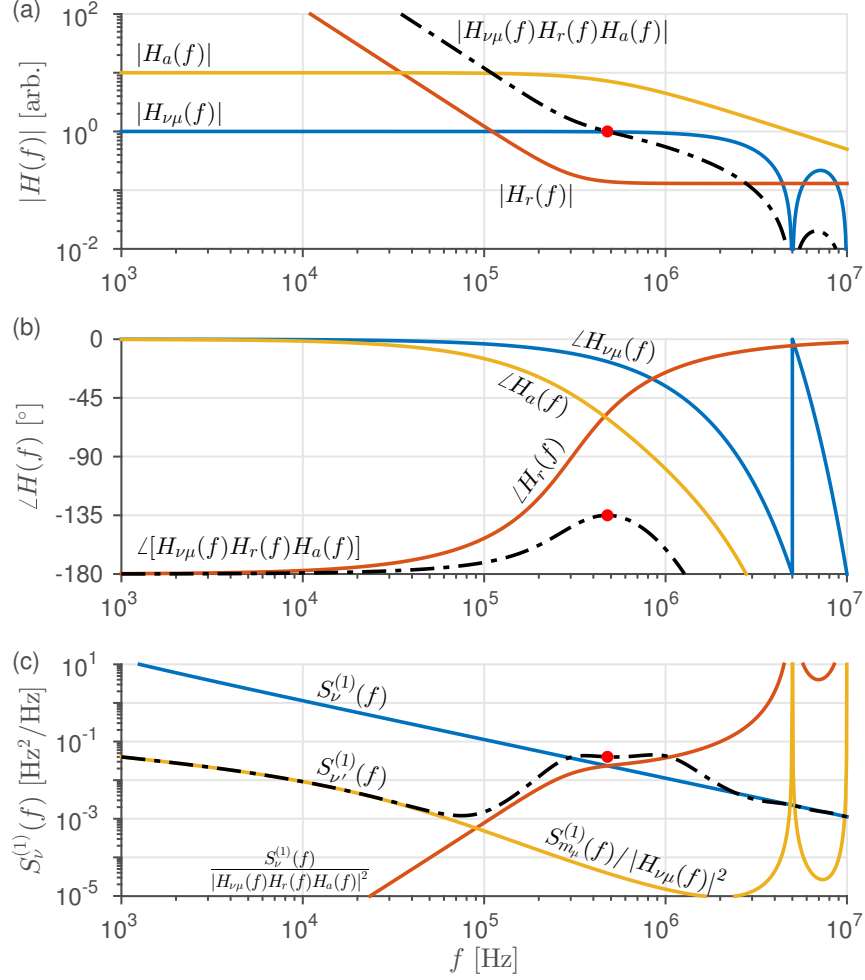 (a)
|H(f)| [arb.]
10^2
10^0
10^{-2}
|H_a(f)|
|H_{νμ}(f)|
|H_{νμ}(f)H_r(f)H_a(f)|
|H_r(f)|
10^3
10^4
10^5
10^6
10^7
(b)
∠H(f) [°]
0
-45
-90
-135
-180
∠H_{νμ}(f)
∠H_a(f)
∠H_r(f)
∠[H_{νμ}(f)H_r(f)H_a(f)]
10^3
10^4
10^5
10^6
10^7
(c)
S_ν^{(1)}(f) [Hz^2/Hz]
10^1
10^{-1}
10^{-3}
10^{-5}
S_ν^{(1)}(f)
S_{ν'}^{(1)}(f)
S_ν^{(1)}(f)
|H_{νμ}(f)H_r(f)H_a(f)|^2
S_{m_μ}^{(1)}(f)/|H_{νμ}(f)|^2
10^3
10^4
10^5
10^6
10^7
f [Hz]